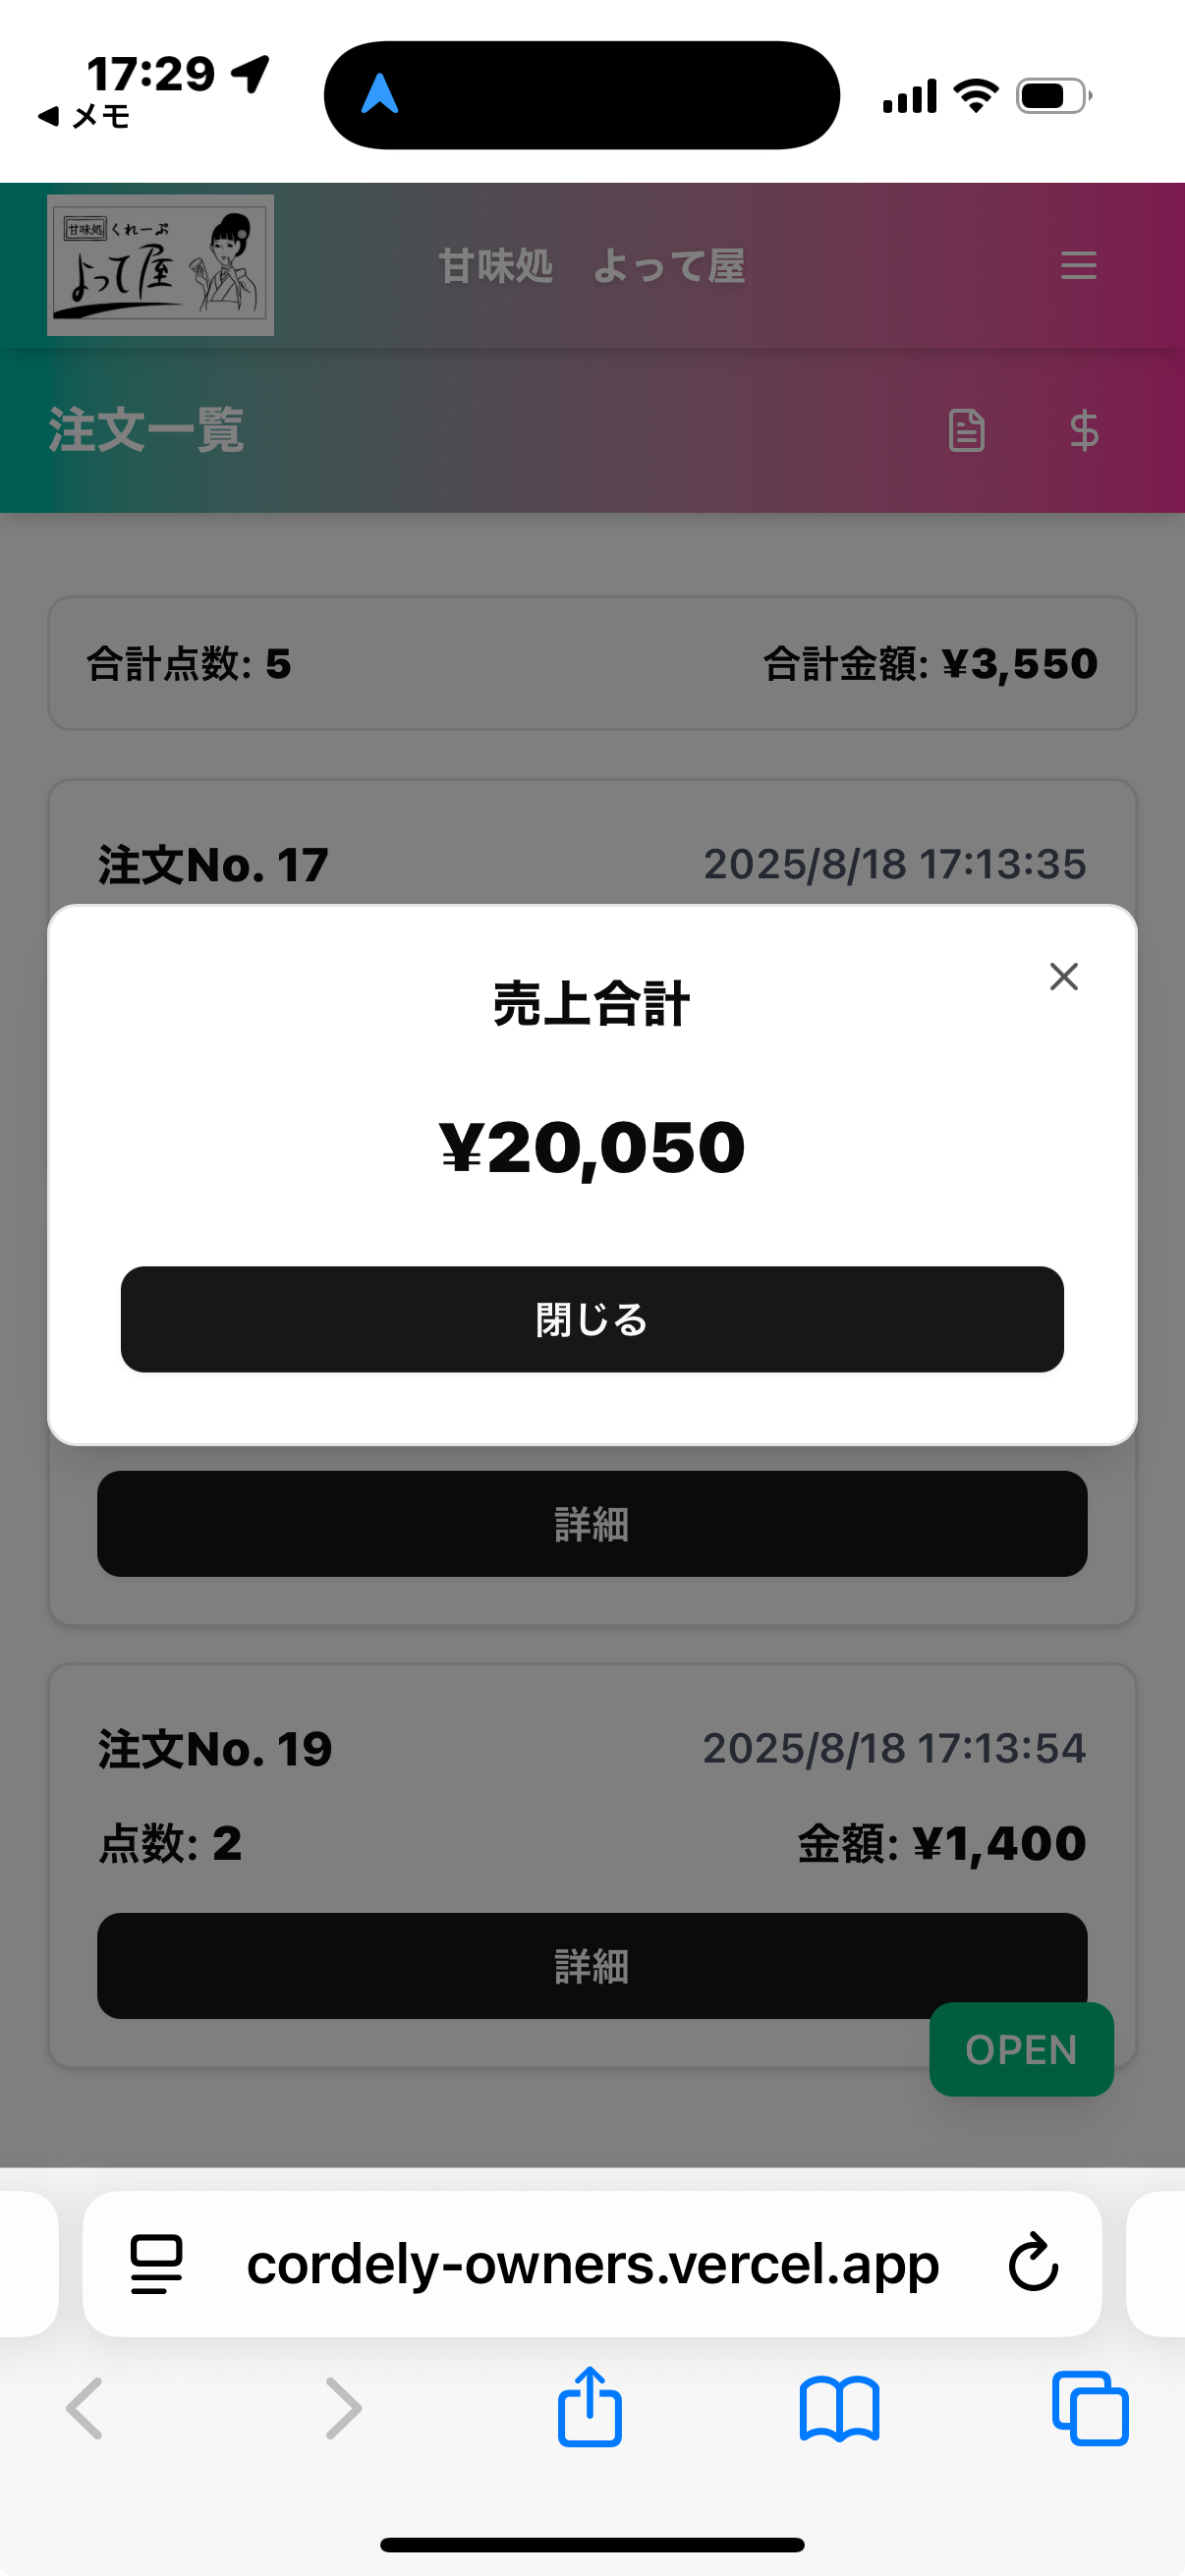 17:29
メモ
甘味処 くれーぷ
よって屋
甘味処　よって屋
注文一覧
合計点数: 5
合計金額: ¥3,550
注文No. 17
2025/8/18 17:13:35
売上合計
¥20,050
閉じる
詳細
注文No. 19
2025/8/18 17:13:54
点数: 2
金額: ¥1,400
詳細
OPEN
cordely-owners.vercel.app